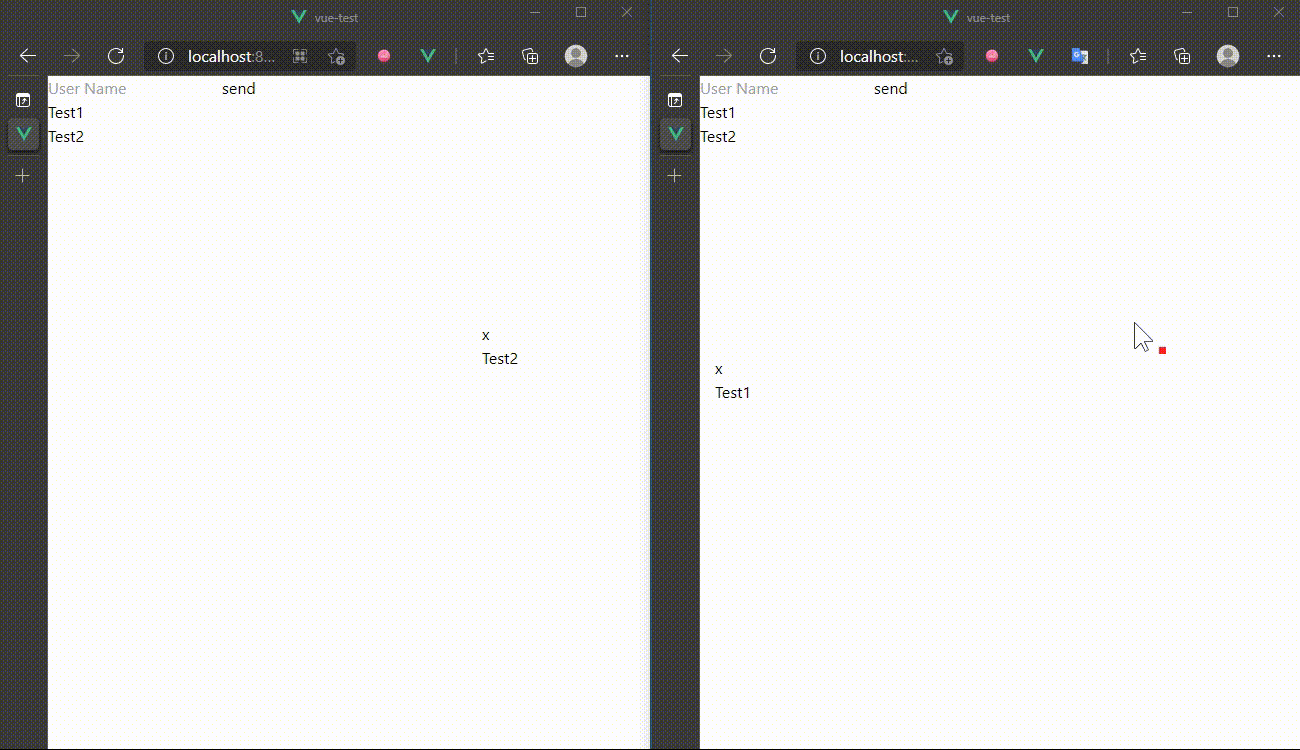 vue-test
localhost:8...
User Name send
Test1
Test2
x
Test2
vue-test
localhost:...
User Name send
Test1
Test2
x
Test1